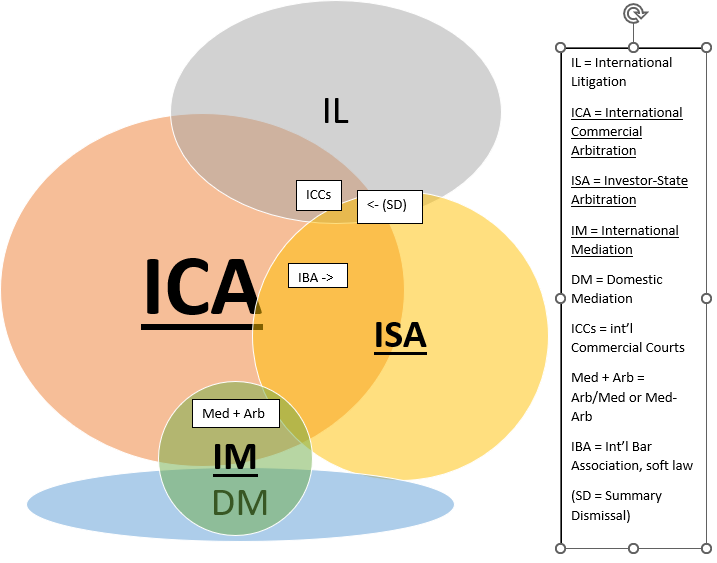 IL
ICCs
<- (SD)
IBA ->
ICA
ISA
Med + Arb
IM
DM
IL = International
Litigation
ICA = International
Commercial
Arbitration
ISA = Investor-State
Arbitration
IM = International
Mediation
DM = Domestic
Mediation
ICCs = int’l
Commercial Courts
Med + Arb =
Arb/Med or Med-
Arb
IBA = Int’l Bar
Association, soft law
(SD = Summary
Dismissal)